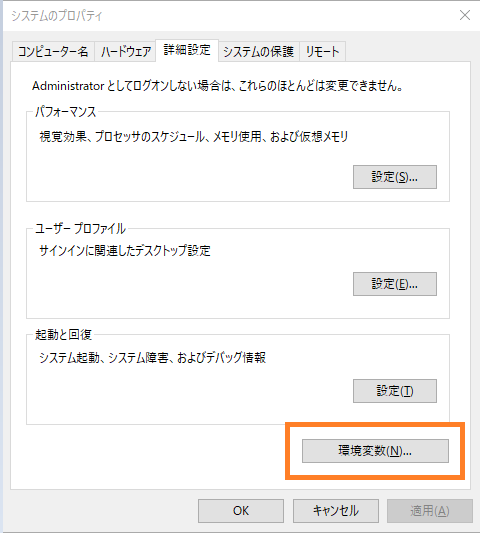 システムのプロパティ
コンピューター名 ハードウェア 詳細設定 システムの保護 リモート
Administrator としてログオンしない場合は、これらのほとんどは変更できません。
パフォーマンス
視覚効果、プロセッサのスケジュール、メモリ使用、および仮想メモリ
設定(S)...
ユーザー プロファイル
サインインに関連したデスクトップ設定
設定(E)...
起動と回復
システム起動、システム障害、およびデバッグ情報
設定(T)
環境変数(N)...
OK キャンセル 適用(A)